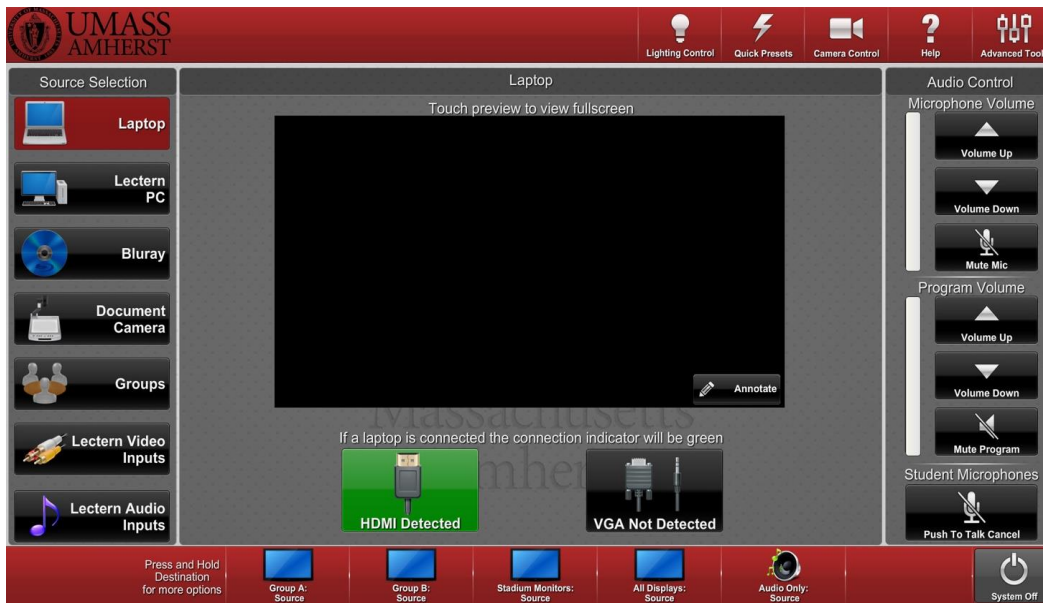 UMASS
AMHERST
Lighting Control
Quick Presets
Camera Control
Help
Advanced Tool
Source Selection
Laptop
Lectern
PC
Bluray
Document
Camera
Groups
Lectern Video
Inputs
Lectern Audio
Inputs
Laptop
Touch preview to view fullscreen
Annotate
Massachusetts
Amher
If a laptop is connected the connection indicator will be green
HDMI Detected
VGA Not Detected
Audio Control
Microphone Volume
Volume Up
Volume Down
Mute Mic
Program Volume
Volume Up
Volume Down
Mute Program
Student Microphones
Push To Talk Cancel
Press and Hold
Destination
for more options
Group A:
Source
Group B:
Source
Stadium Monitors:
Source
All Displays:
Source
Audio Only:
Source
System Off